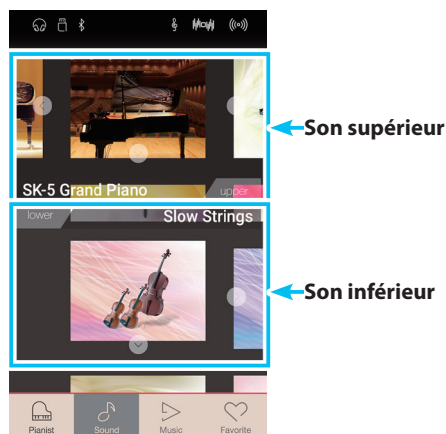 Son supérieur
SK-5 Grand Piano
upper
lower
Slow Strings
Son inférieur
Pianist
Sound
Music
Favorite